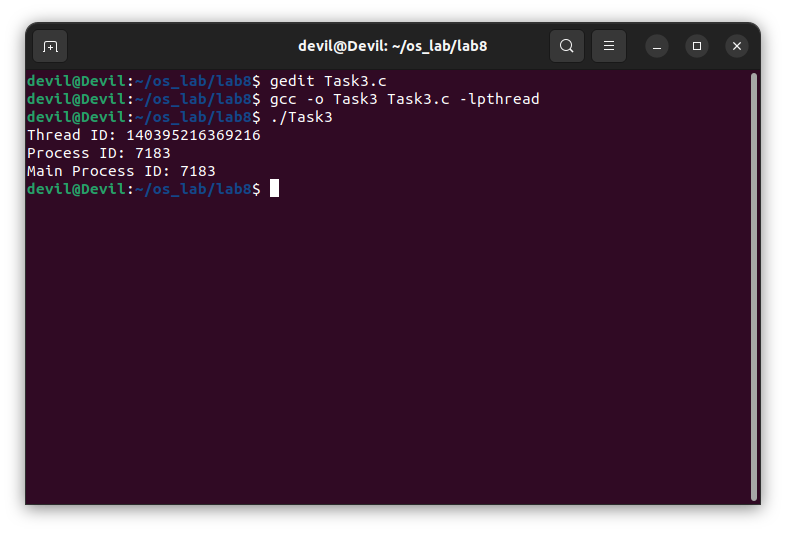 devil@Devil: ~/os_lab/lab8
devil@Devil:~/os_lab/lab8$ gedit Task3.c
devil@Devil:~/os_lab/lab8$ gcc -o Task3 Task3.c -lpthread
devil@Devil:~/os_lab/lab8$ ./Task3
Thread ID: 140395216369216
Process ID: 7183
Main Process ID: 7183
devil@Devil:~/os_lab/lab8$